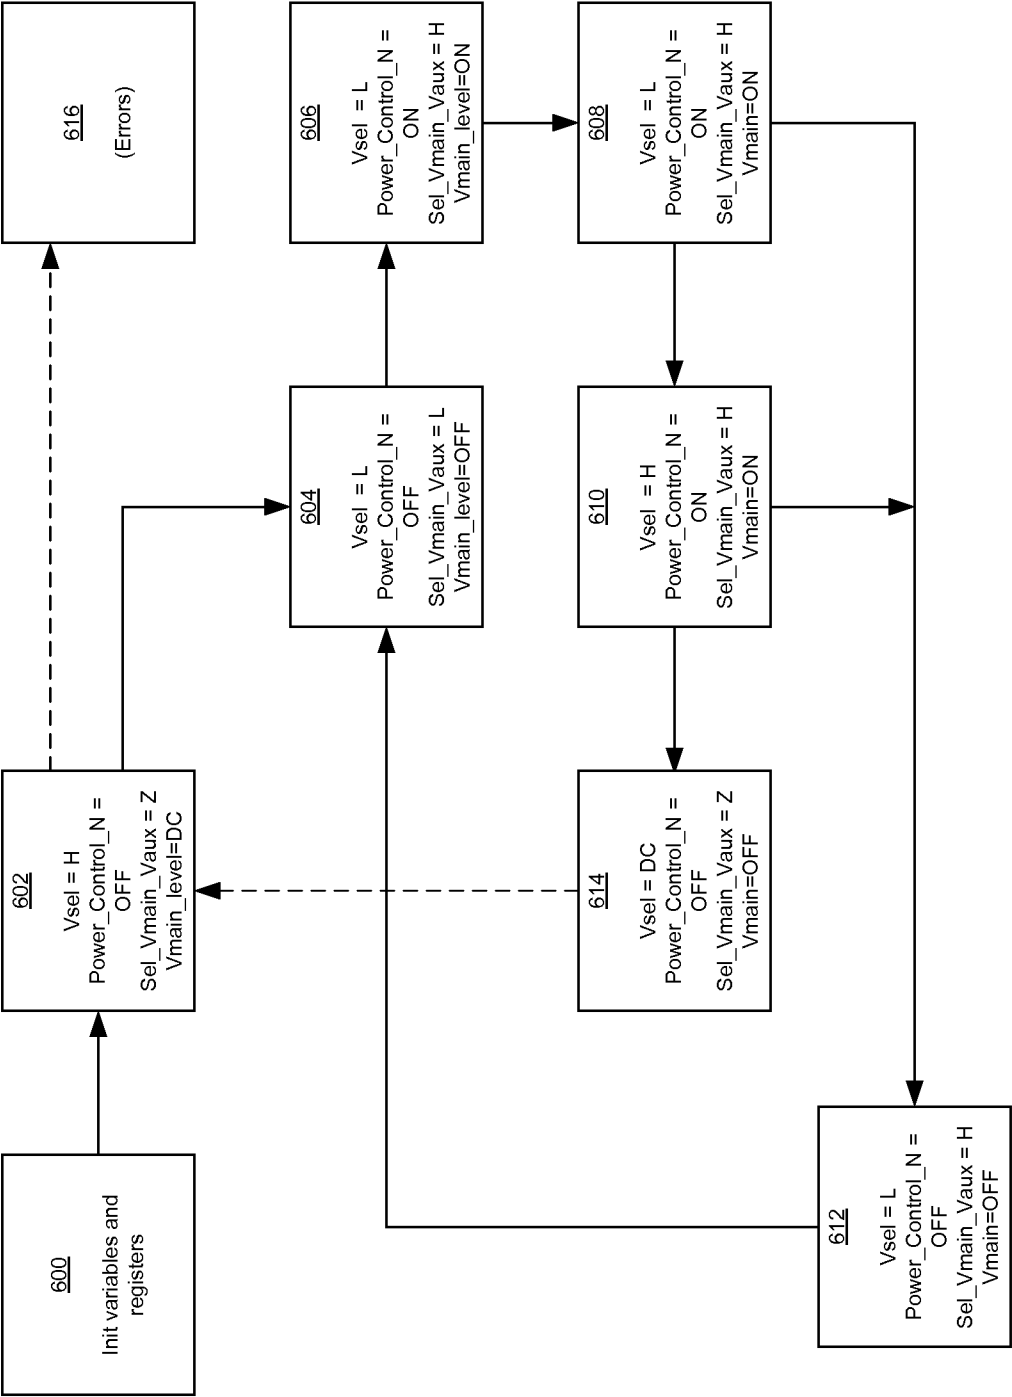 600
Init variables and
registers
602
Vsel = H
Power_Control_N =
OFF
Sel_Vmain_Vaux = Z
Vmain_level=DC
616
(Errors)
604
Vsel = L
Power_Control_N =
OFF
Sel_Vmain_Vaux = L
Vmain_level=OFF
606
Vsel = L
Power_Control_N =
ON
Sel_Vmain_Vaux = H
Vmain_level=ON
614
Vsel = DC
Power_Control_N =
OFF
Sel_Vmain_Vaux = Z
Vmain=OFF
610
Vsel = H
Power_Control_N =
ON
Sel_Vmain_Vaux = H
Vmain=ON
608
Vsel = L
Power_Control_N =
ON
Sel_Vmain_Vaux = H
Vmain=ON
612
Vsel = L
Power_Control_N =
OFF
Sel_Vmain_Vaux = H
Vmain=OFF